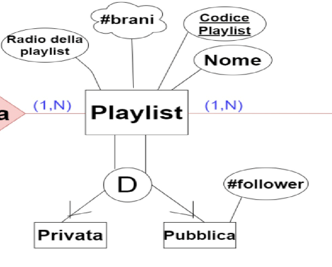 #brani
Codice
Playlist
Radio della
playlist
Nome
a
(1,N)
Playlist
(1,N)
D
#follower
Privata
Pubblica